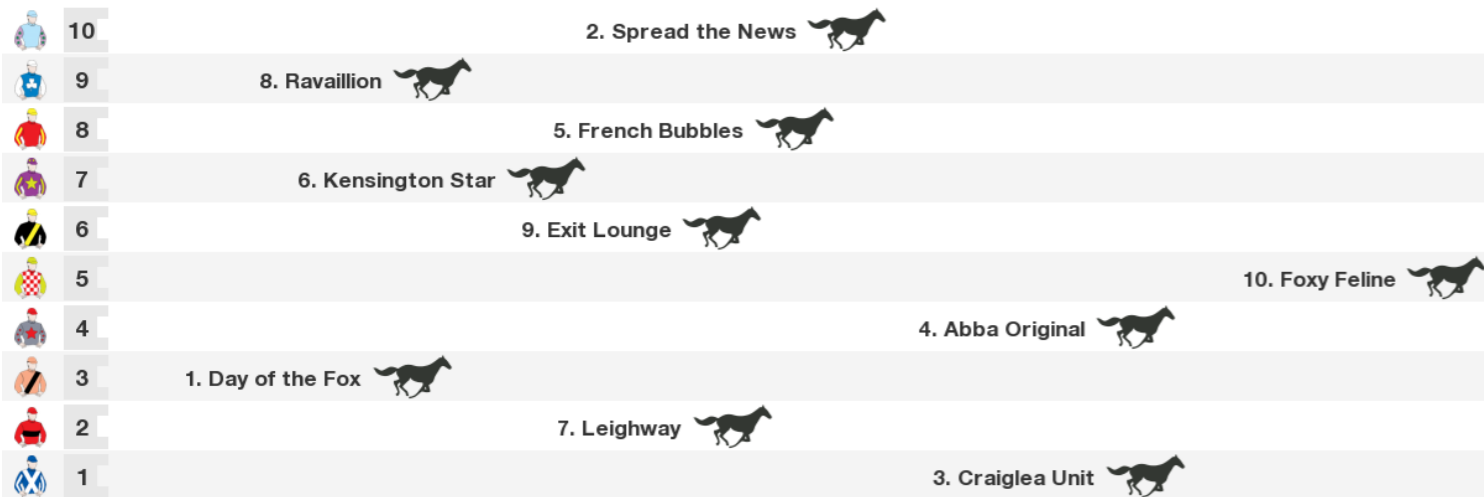 10 2. Spread the News
9 8. Ravaillion
8 5. French Bubbles
7 6. Kensington Star
6 9. Exit Lounge
5 10. Foxy Feline
4 4. Abba Original
3 1. Day of the Fox
2 7. Leighway
1 3. Craiglea Unit